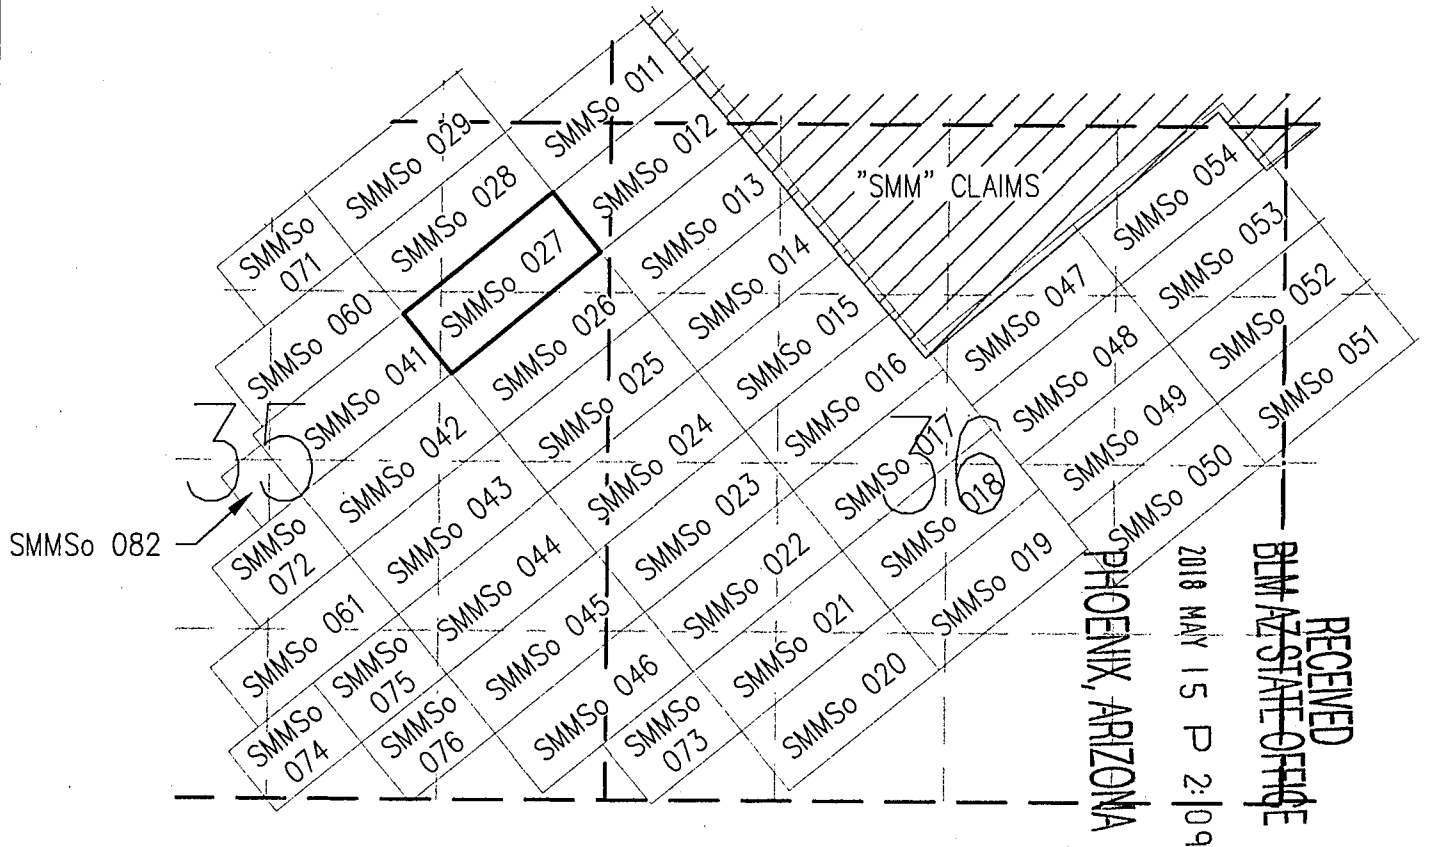 SMMSo 011
SMMSo 029
SMMSo 012
SMMSo 028
SMMSo 013
"SMM" CLAIMS
SMMSo 054
SMMSo
071
SMMSo 027
SMMSo 014
SMMSo 053
SMMSo 060
SMMSo 026
SMMSo 015
SMMSo 047
SMMSo 052
SMMSo 041
SMMSo 025
SMMSo 016
SMMSo 048
SMMSo 051
35
SMMSo 042
SMMSo 024
SMMSo 017
36
SMMSo 049
SMMSo 082
SMMSo
072
SMMSo 043
SMMSo 023
SMMSo 018
SMMSo 050
SMMSo 061
SMMSo 044
SMMSo 022
SMMSo 019
SMMSo
075
SMMSo 045
SMMSo 021
SMMSo
074
SMMSo
076
SMMSo 046
SMMSo
073
SMMSo 020
RECEIVED
BLM AZ STATE OFFICE
2018 MAY 15 P 2:09
PHOENIX, ARIZONA